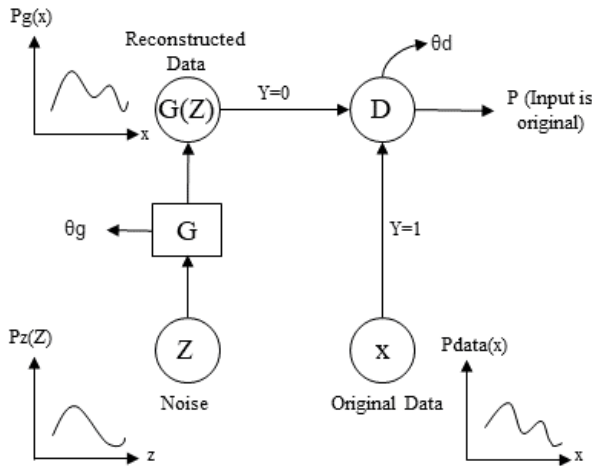 Pg(x)
x
Reconstructed
Data
G(Z)
Y=0
D
θd
P (Input is
original)
θg
G
Y=1
Pz(Z)
z
Z
Noise
x
Original Data
Pdata(x)
x